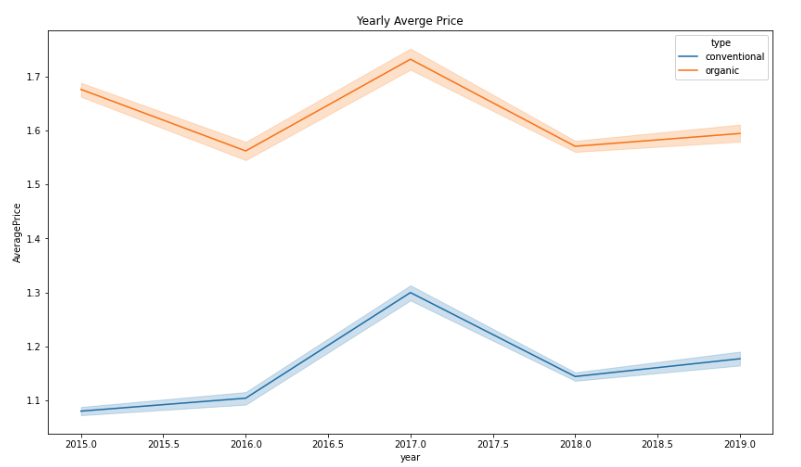 Yearly Averge Price
type
conventional
organic
AveragePrice
1.7
1.6
1.5
1.4
1.3
1.2
1.1
2015.0 2015.5 2016.0 2016.5 2017.0 2017.5 2018.0 2018.5 2019.0
year